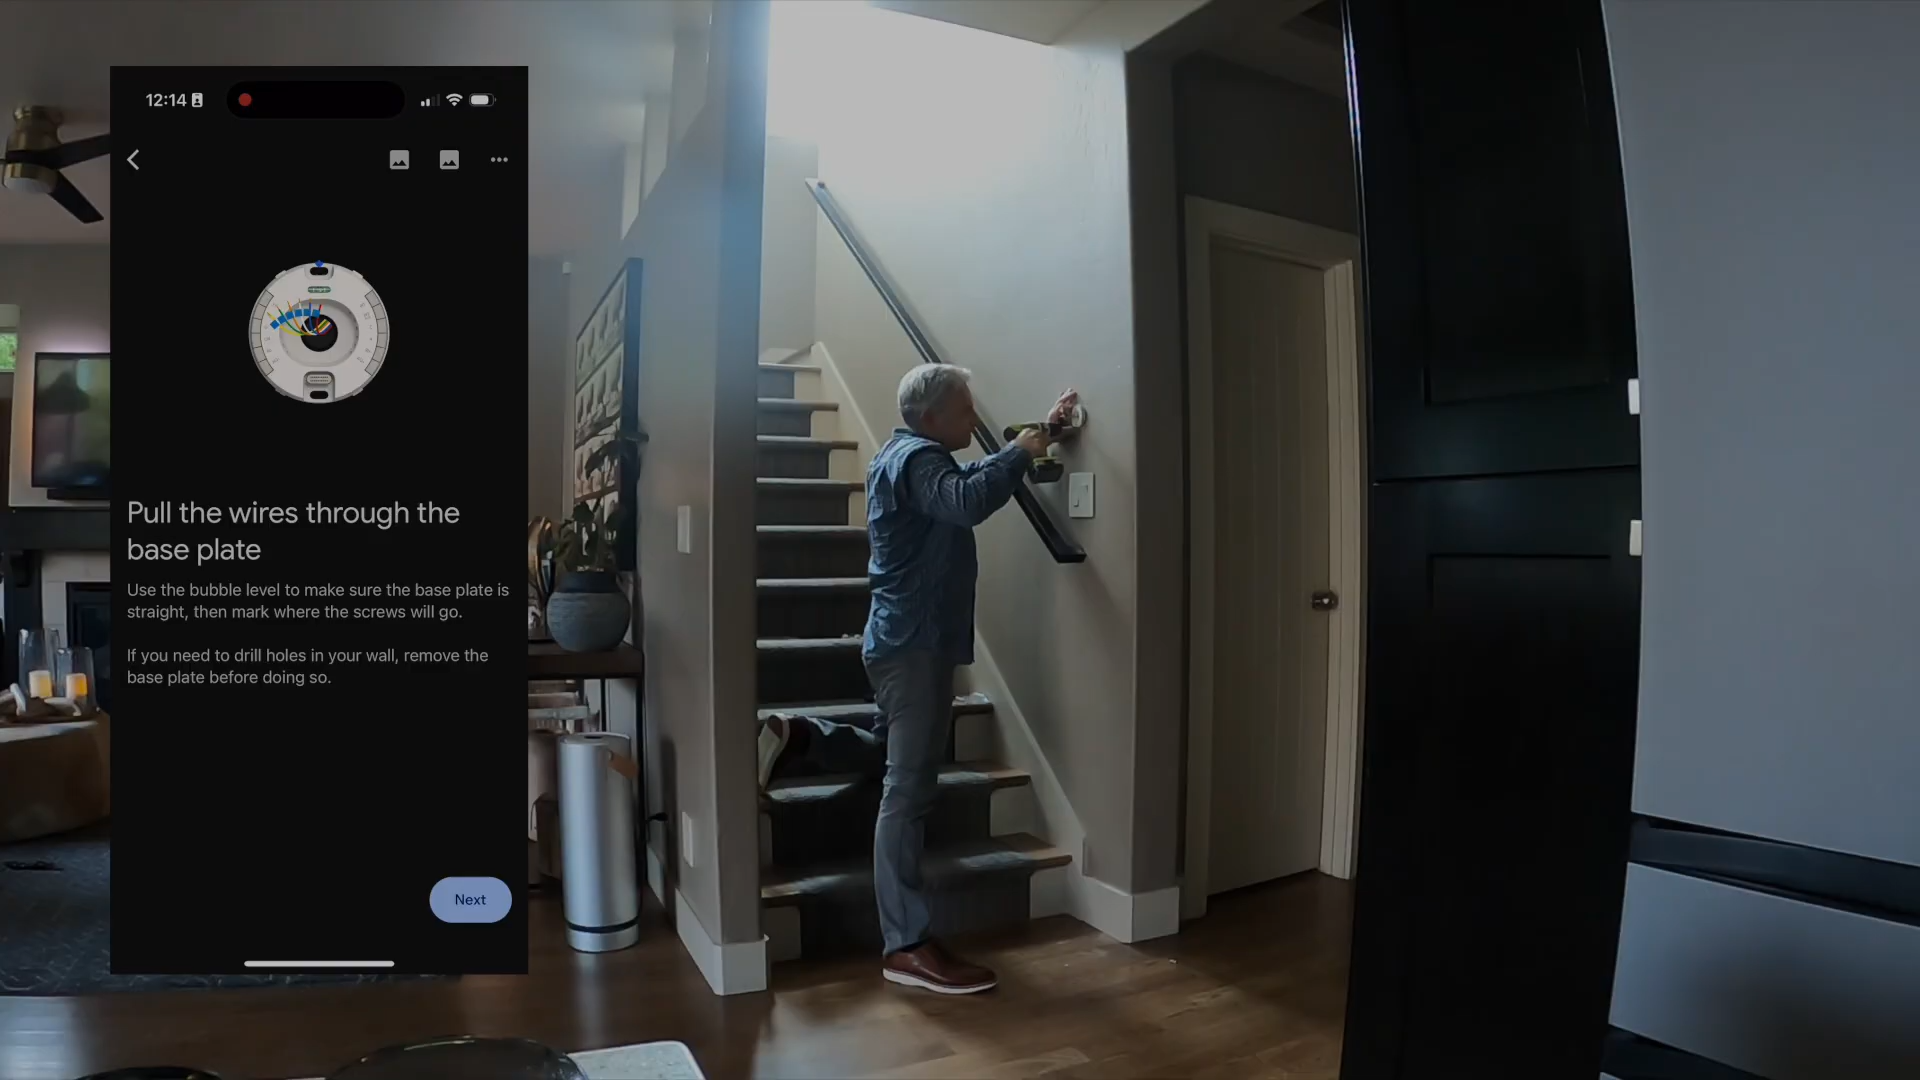 12:14
Pull the wires through the
base plate
Use the bubble level to make sure the base plate is
straight, then mark where the screws will go.
If you need to drill holes in your wall, remove the
base plate before doing so.
Next